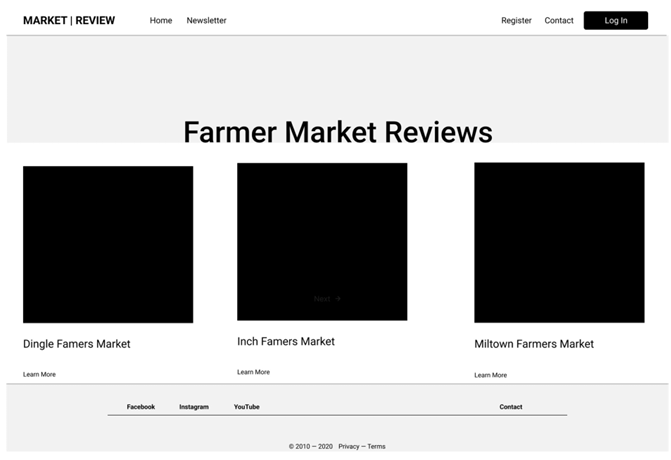 MARKET | REVIEW Home Newsletter Register Contact Log In
Farmer Market Reviews
Next →
Dingle Famers Market
Inch Famers Market
Miltown Farmers Market
Learn More
Learn More
Learn More
Facebook Instagram YouTube Contact
© 2010 — 2020 Privacy — Terms